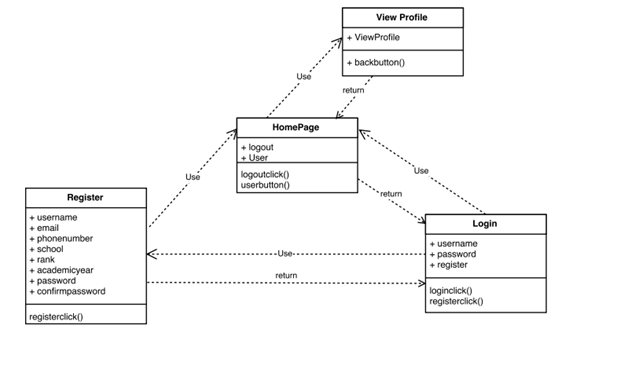 View Profile
+ ViewProfile
+ backbutton()
Use
return
HomePage
+ logout
+ User
logoutclick()
userbutton()
Use
Use
return
Register
+ username
+ email
+ phonenumber
+ school
+ rank
+ academicyear
+ password
+ confirmpassword
registerclick()
Login
+ username
+ password
+ register
loginclick()
registerclick()
Use
return